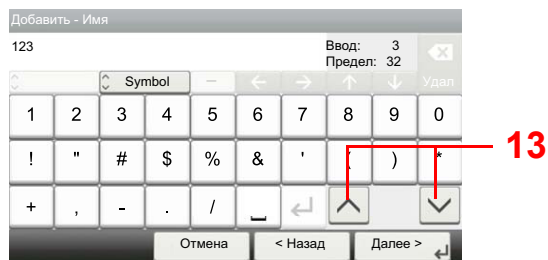 Добавить - Имя
123
Ввод: 3
Предел: 32
Symbol
Удал
1 2 3 4 5 6 7 8 9 0
! " # $ % & ' ( ) *
+ , - . / _
Отмена < Назад Далее >
13